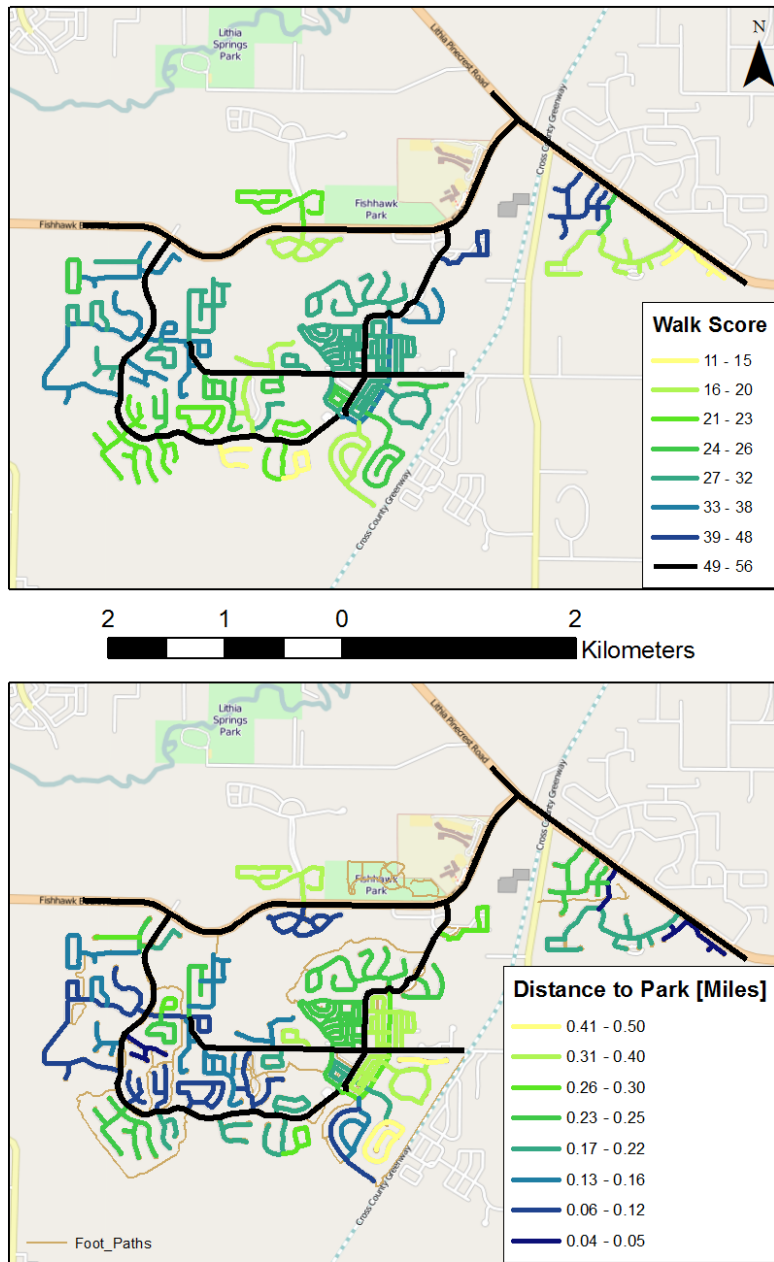 Lithia
Springs
Park
Lithia Pinecrest Road
N
Cross County Greenway
Fishhawk
Park
Fishhawk B
Cross County Greenway
Walk Score
11 - 15
16 - 20
21 - 23
24 - 26
27 - 32
33 - 38
39 - 48
49 - 56
2 1 0 2
Kilometers
Lithia
Springs
Park
Lithia Pinecrest Road
Cross County Greenway
Fishhawk
Park
Fishhawk B
Cross County Greenway
Distance to Park [Miles]
0.41 - 0.50
0.31 - 0.40
0.26 - 0.30
0.23 - 0.25
0.17 - 0.22
0.13 - 0.16
0.06 - 0.12
0.04 - 0.05
Foot_Paths